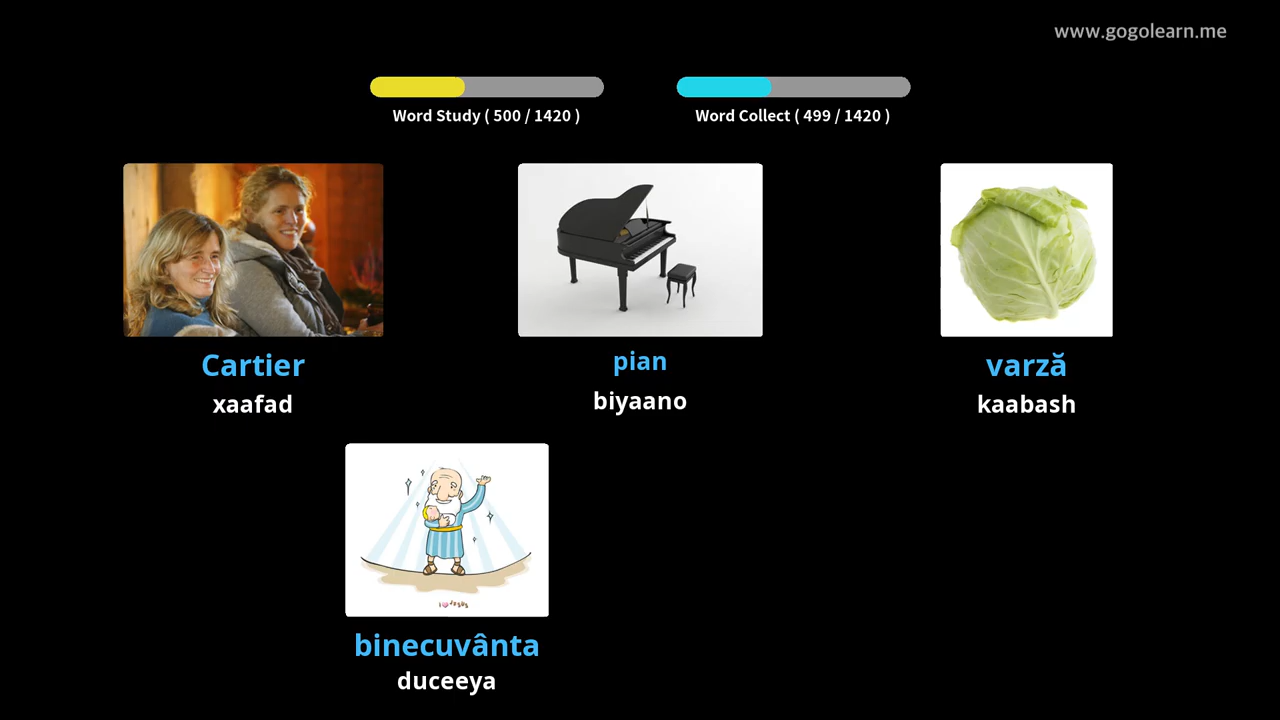 www.gogolearn.me
Word Study ( 500 / 1420 )
Word Collect ( 499 / 1420 )
Cartier
xaafad
pian
biyaano
varză
kaabash
I ❤ JESUS
binecuvânta
duceeya